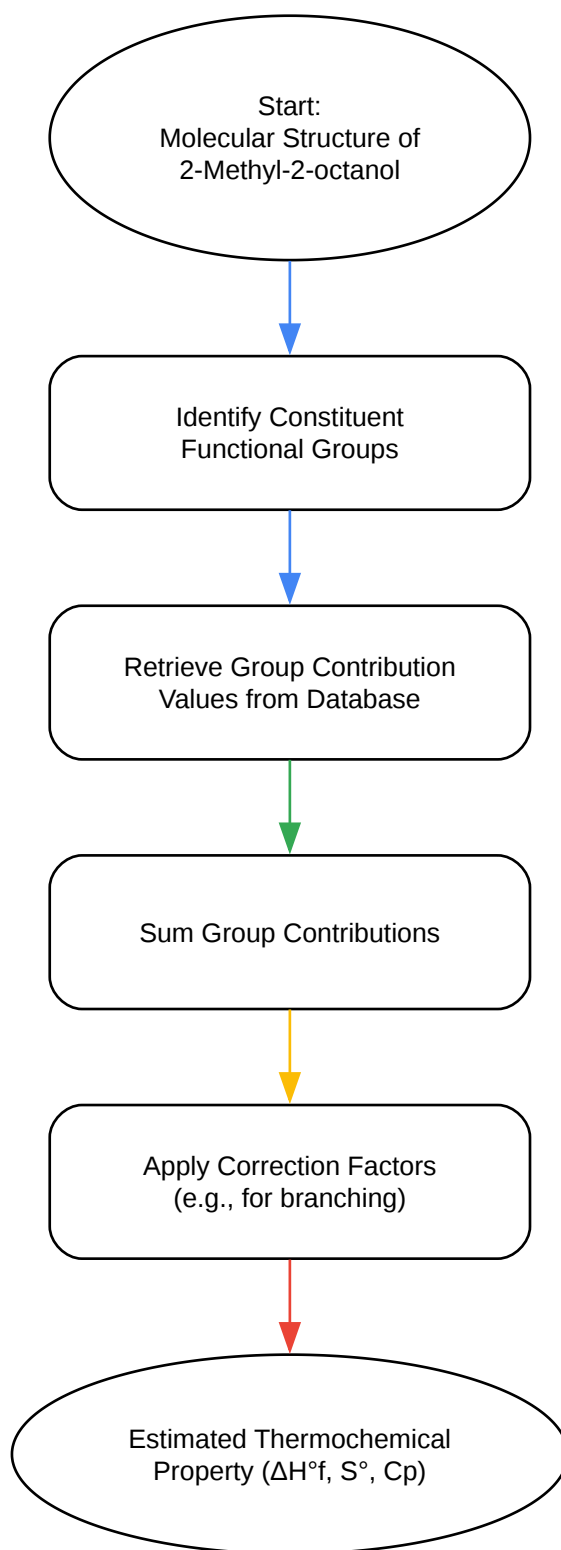 Start:
Molecular Structure of
2-Methyl-2-octanol
Identify Constituent
Functional Groups
Retrieve Group Contribution
Values from Database
Sum Group Contributions
Apply Correction Factors
(e.g., for branching)
Estimated Thermochemical
Property (ΔH°f, S°, Cp)